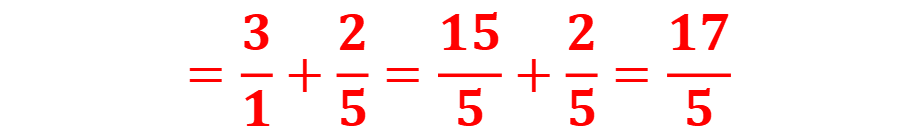 = 3/1 + 2/5 = 15/5 + 2/5 = 17/5